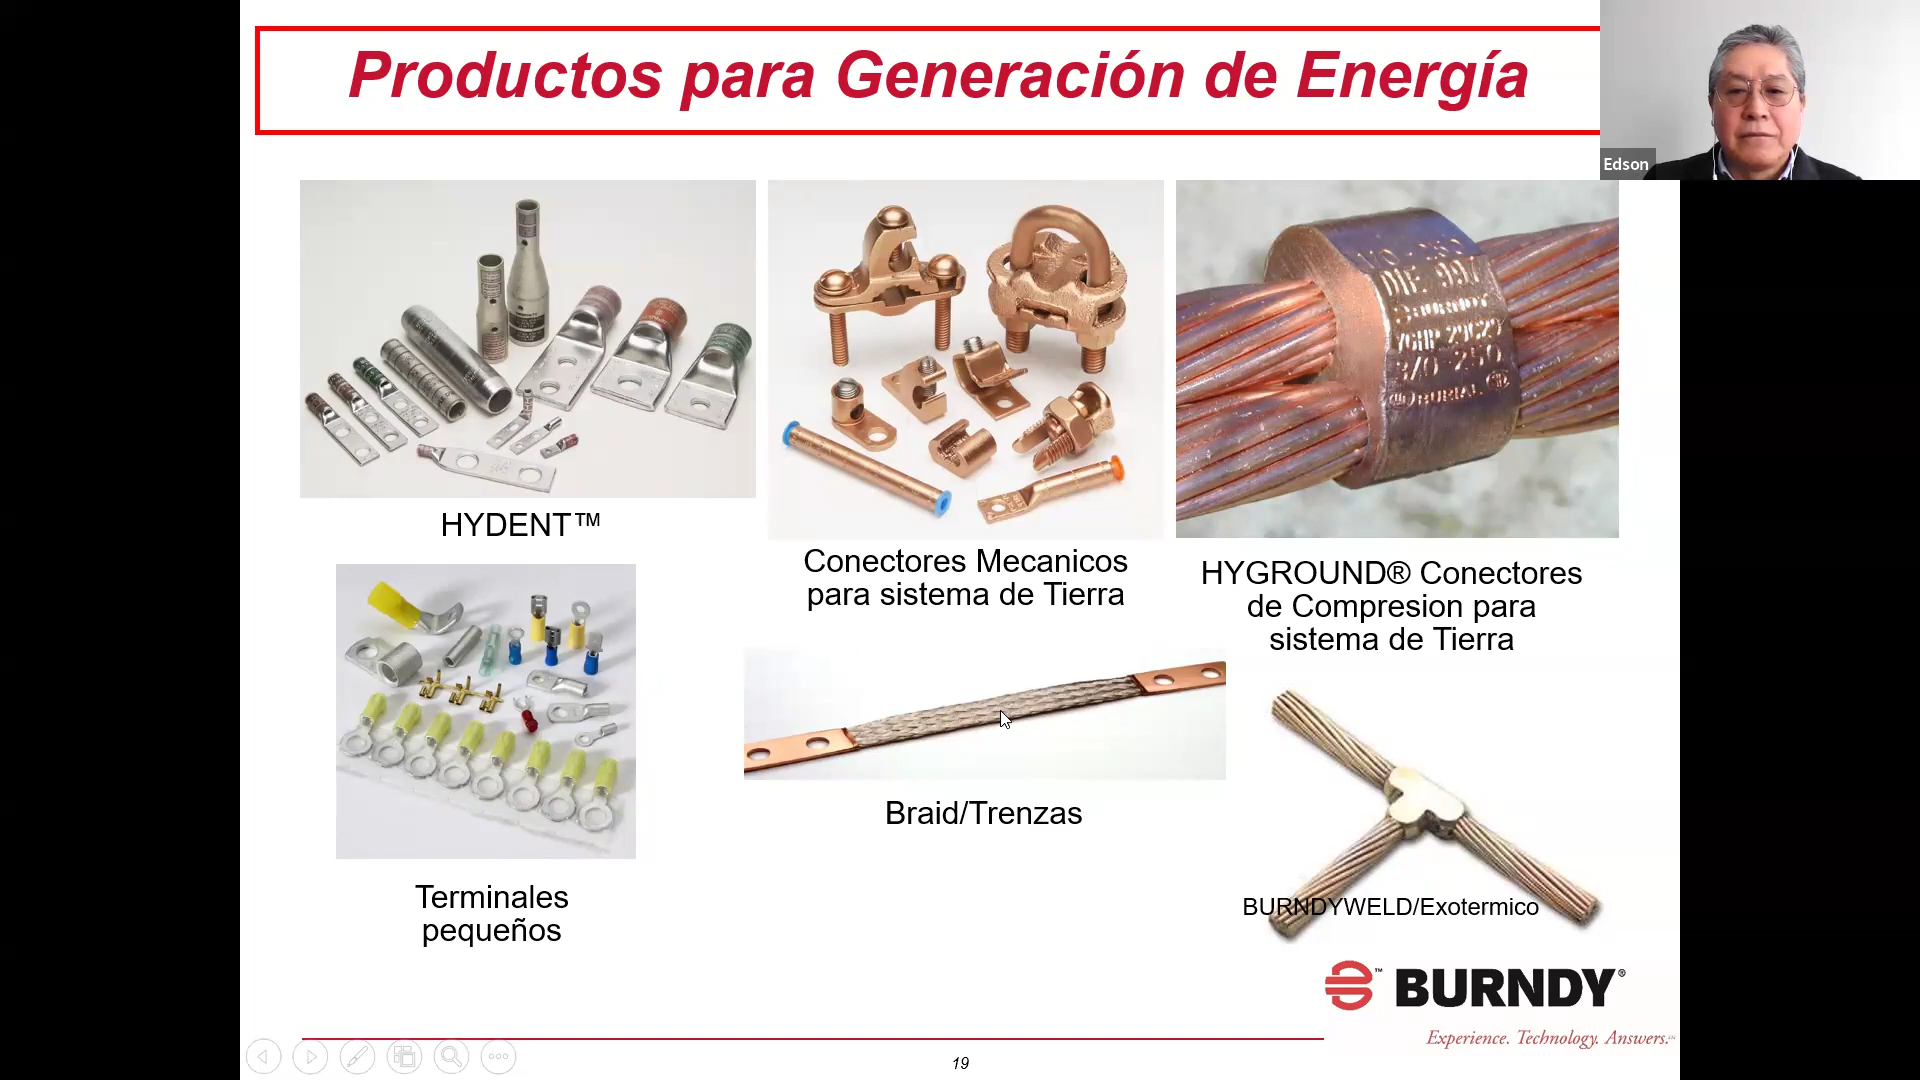 Productos para Generación de Energía
Edson
HYDENT™
Conectores Mecanicos
para sistema de Tierra
HYGROUND® Conectores
de Compresion para
sistema de Tierra
Braid/Trenzas
Terminales
pequeños
BURNDYWELD/Exotermico
BURNDY®
Experience. Technology. Answers.℠
19